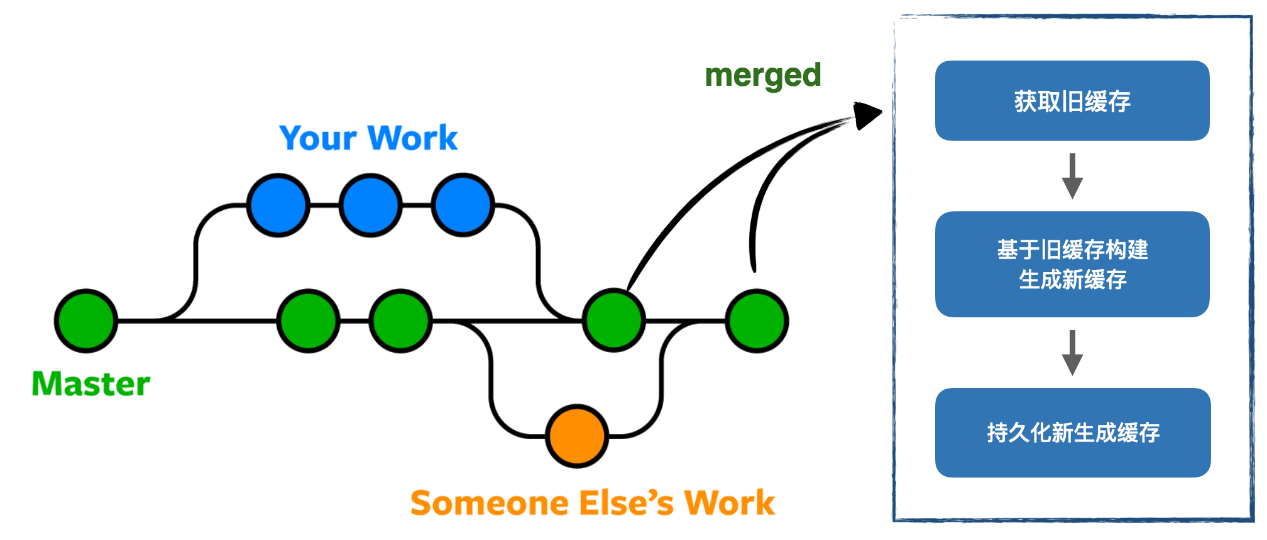 merged
Your Work
Master
Someone Else's Work
获取旧缓存
基于旧缓存构建
生成新缓存
持久化新生成缓存